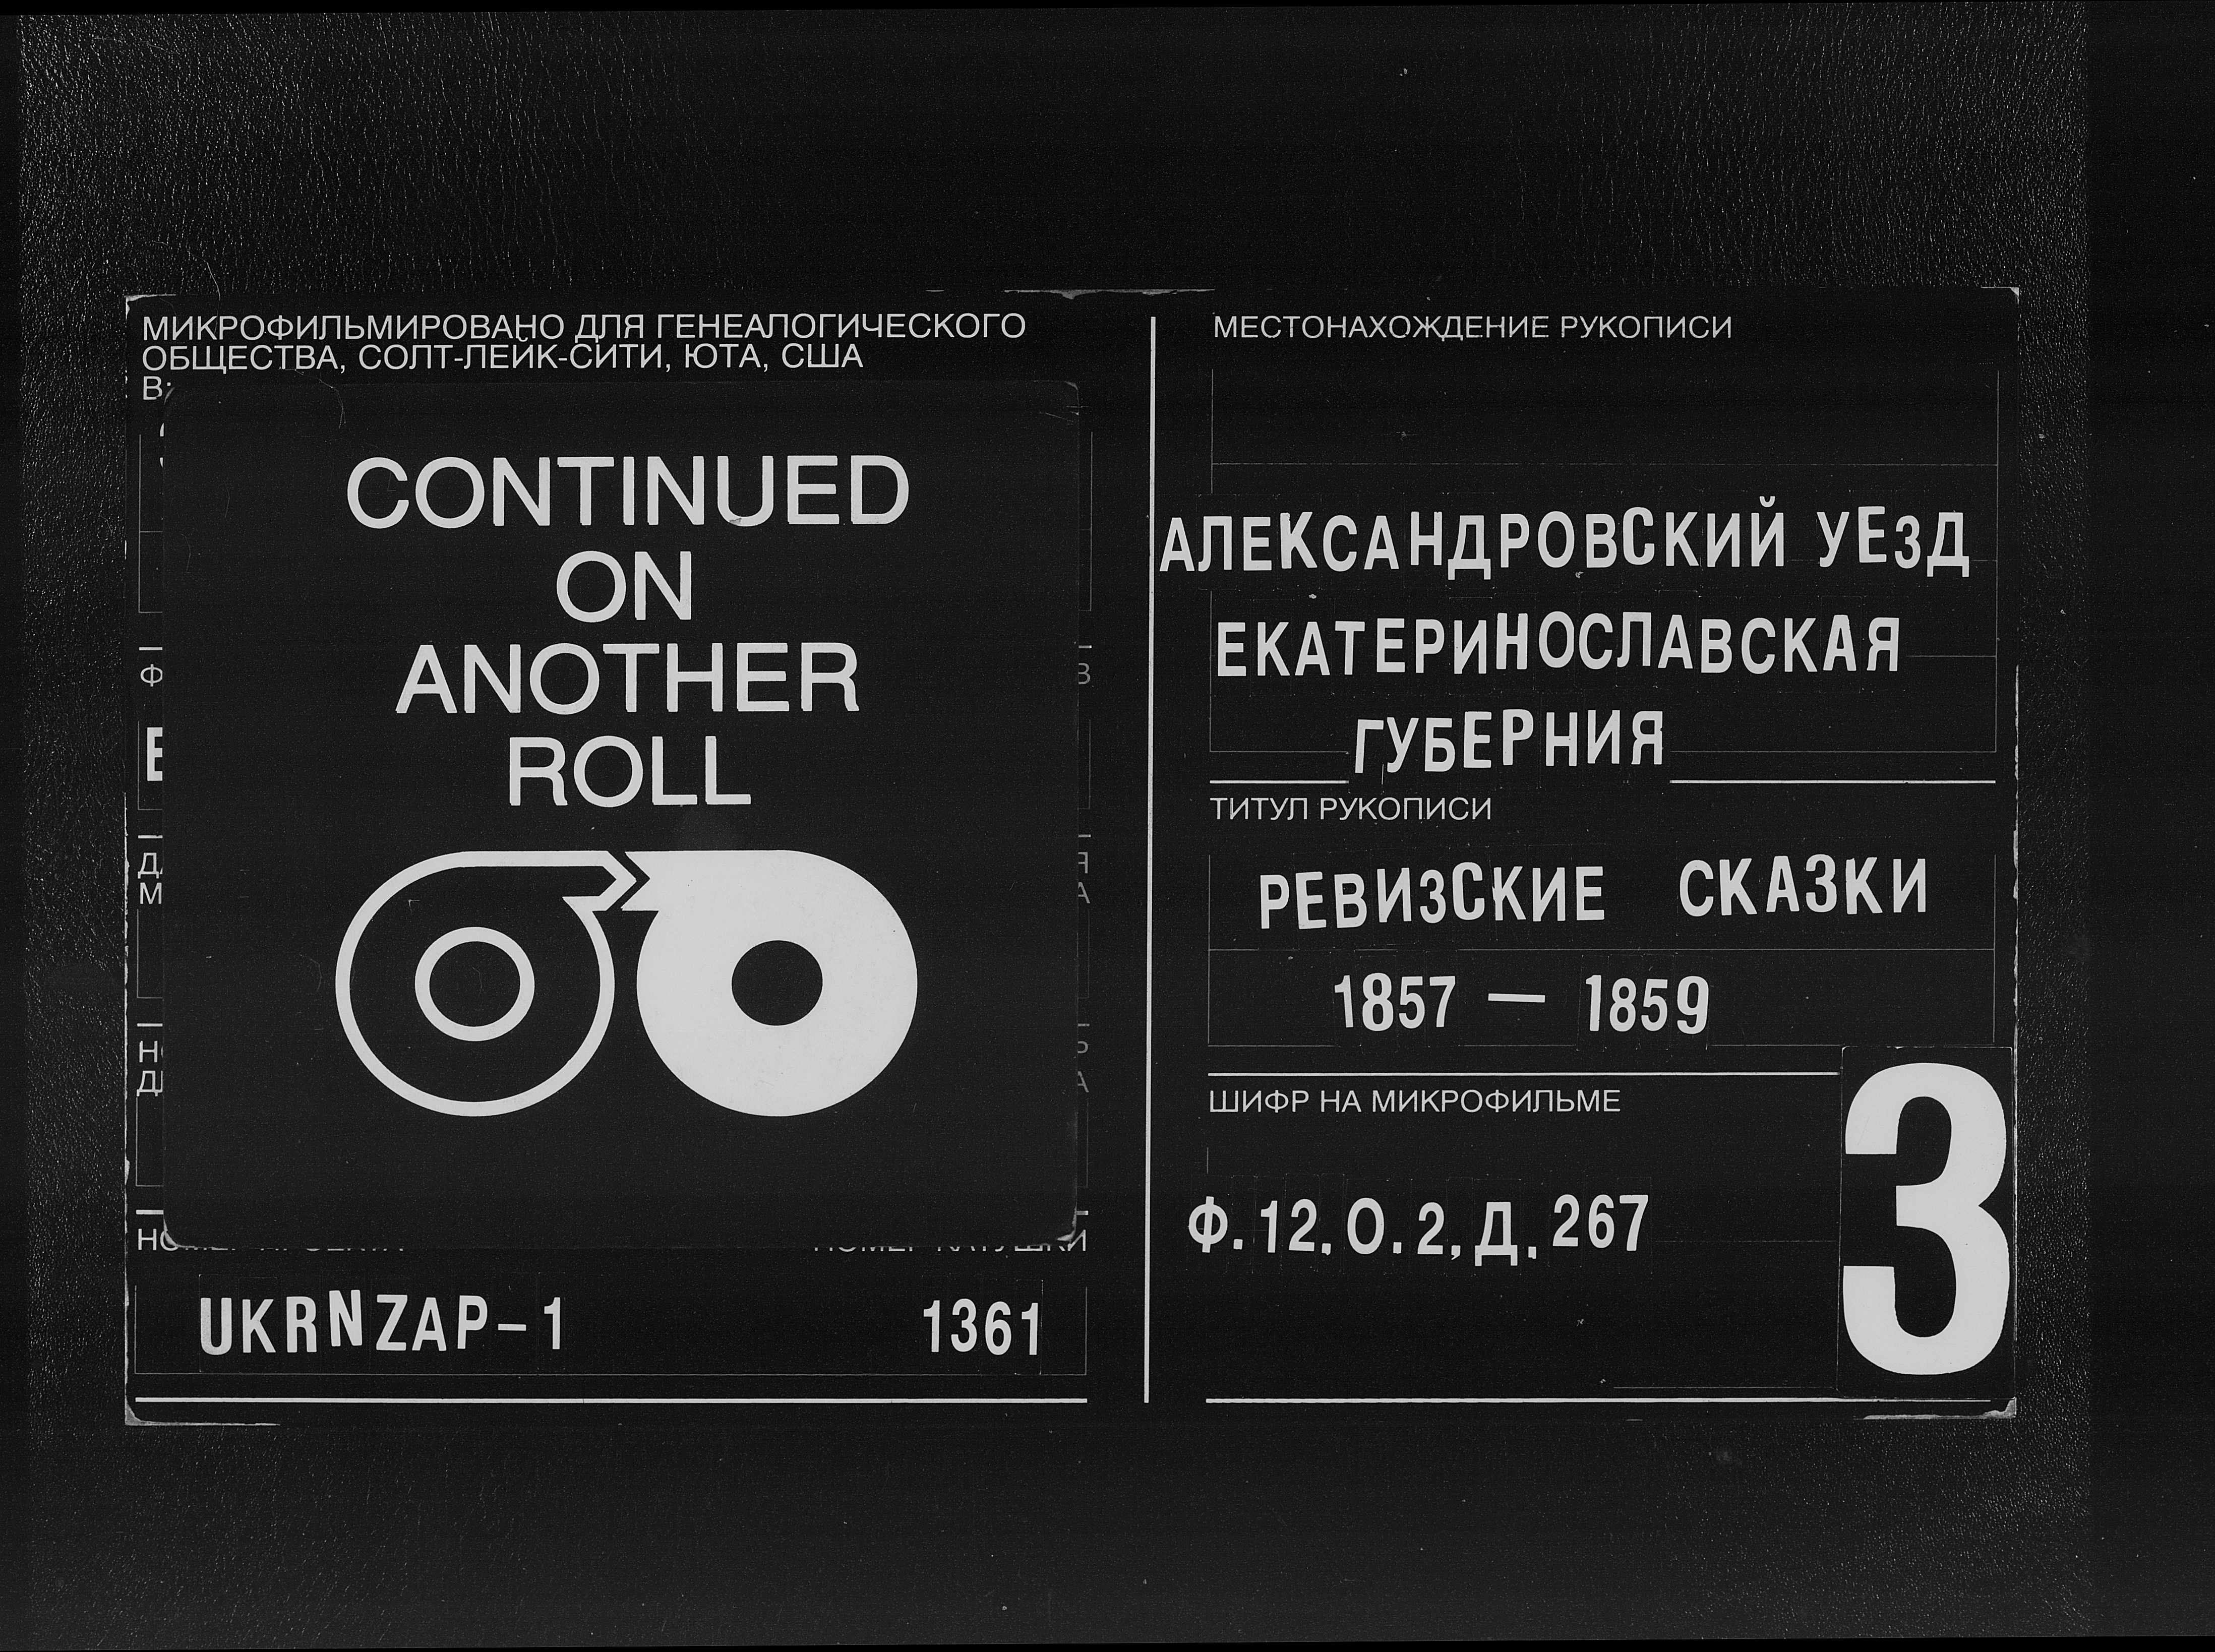 МИКРОФИЛЬМИРОВАНО ДЛЯ ГЕНЕАЛОГИЧЕСКОГО
ОБЩЕСТВА, СОЛТ-ЛЕЙК-СИТИ, ЮТА, США
В:
CONTINUED
ON
ANOTHER
ROLL
UKRNZAP-1 1361
МЕСТОНАХОЖДЕНИЕ РУКОПИСИ
АЛЕКСАНДРОВСКИЙ УЕЗД
ЕКАТЕРИНОСЛАВСКАЯ
ГУБЕРНИЯ
ТИТУЛ РУКОПИСИ
РЕВИЗСКИЕ СКАЗКИ
1857 — 1859
ШИФР НА МИКРОФИЛЬМЕ
Ф. 12, О. 2, Д. 267
3